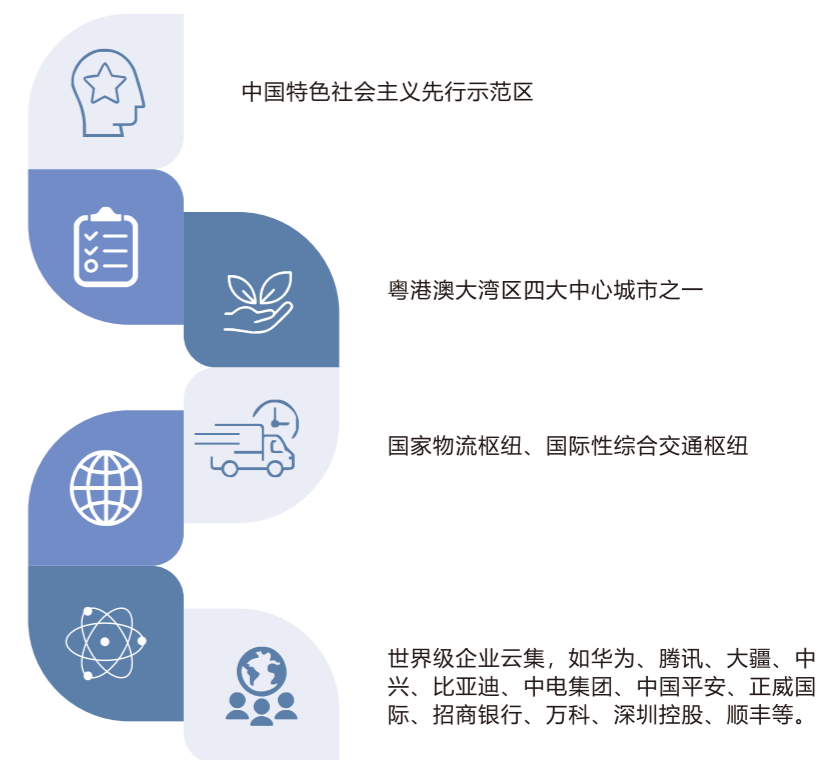 中国特色社会主义先行示范区
粤港澳大湾区四大中心城市之一
国家物流枢纽、国际性综合交通枢纽
世界级企业云集，如华为、腾讯、大疆、中
兴、比亚迪、中电集团、中国平安、正威国
际、招商银行、万科、深圳控股、顺丰等。